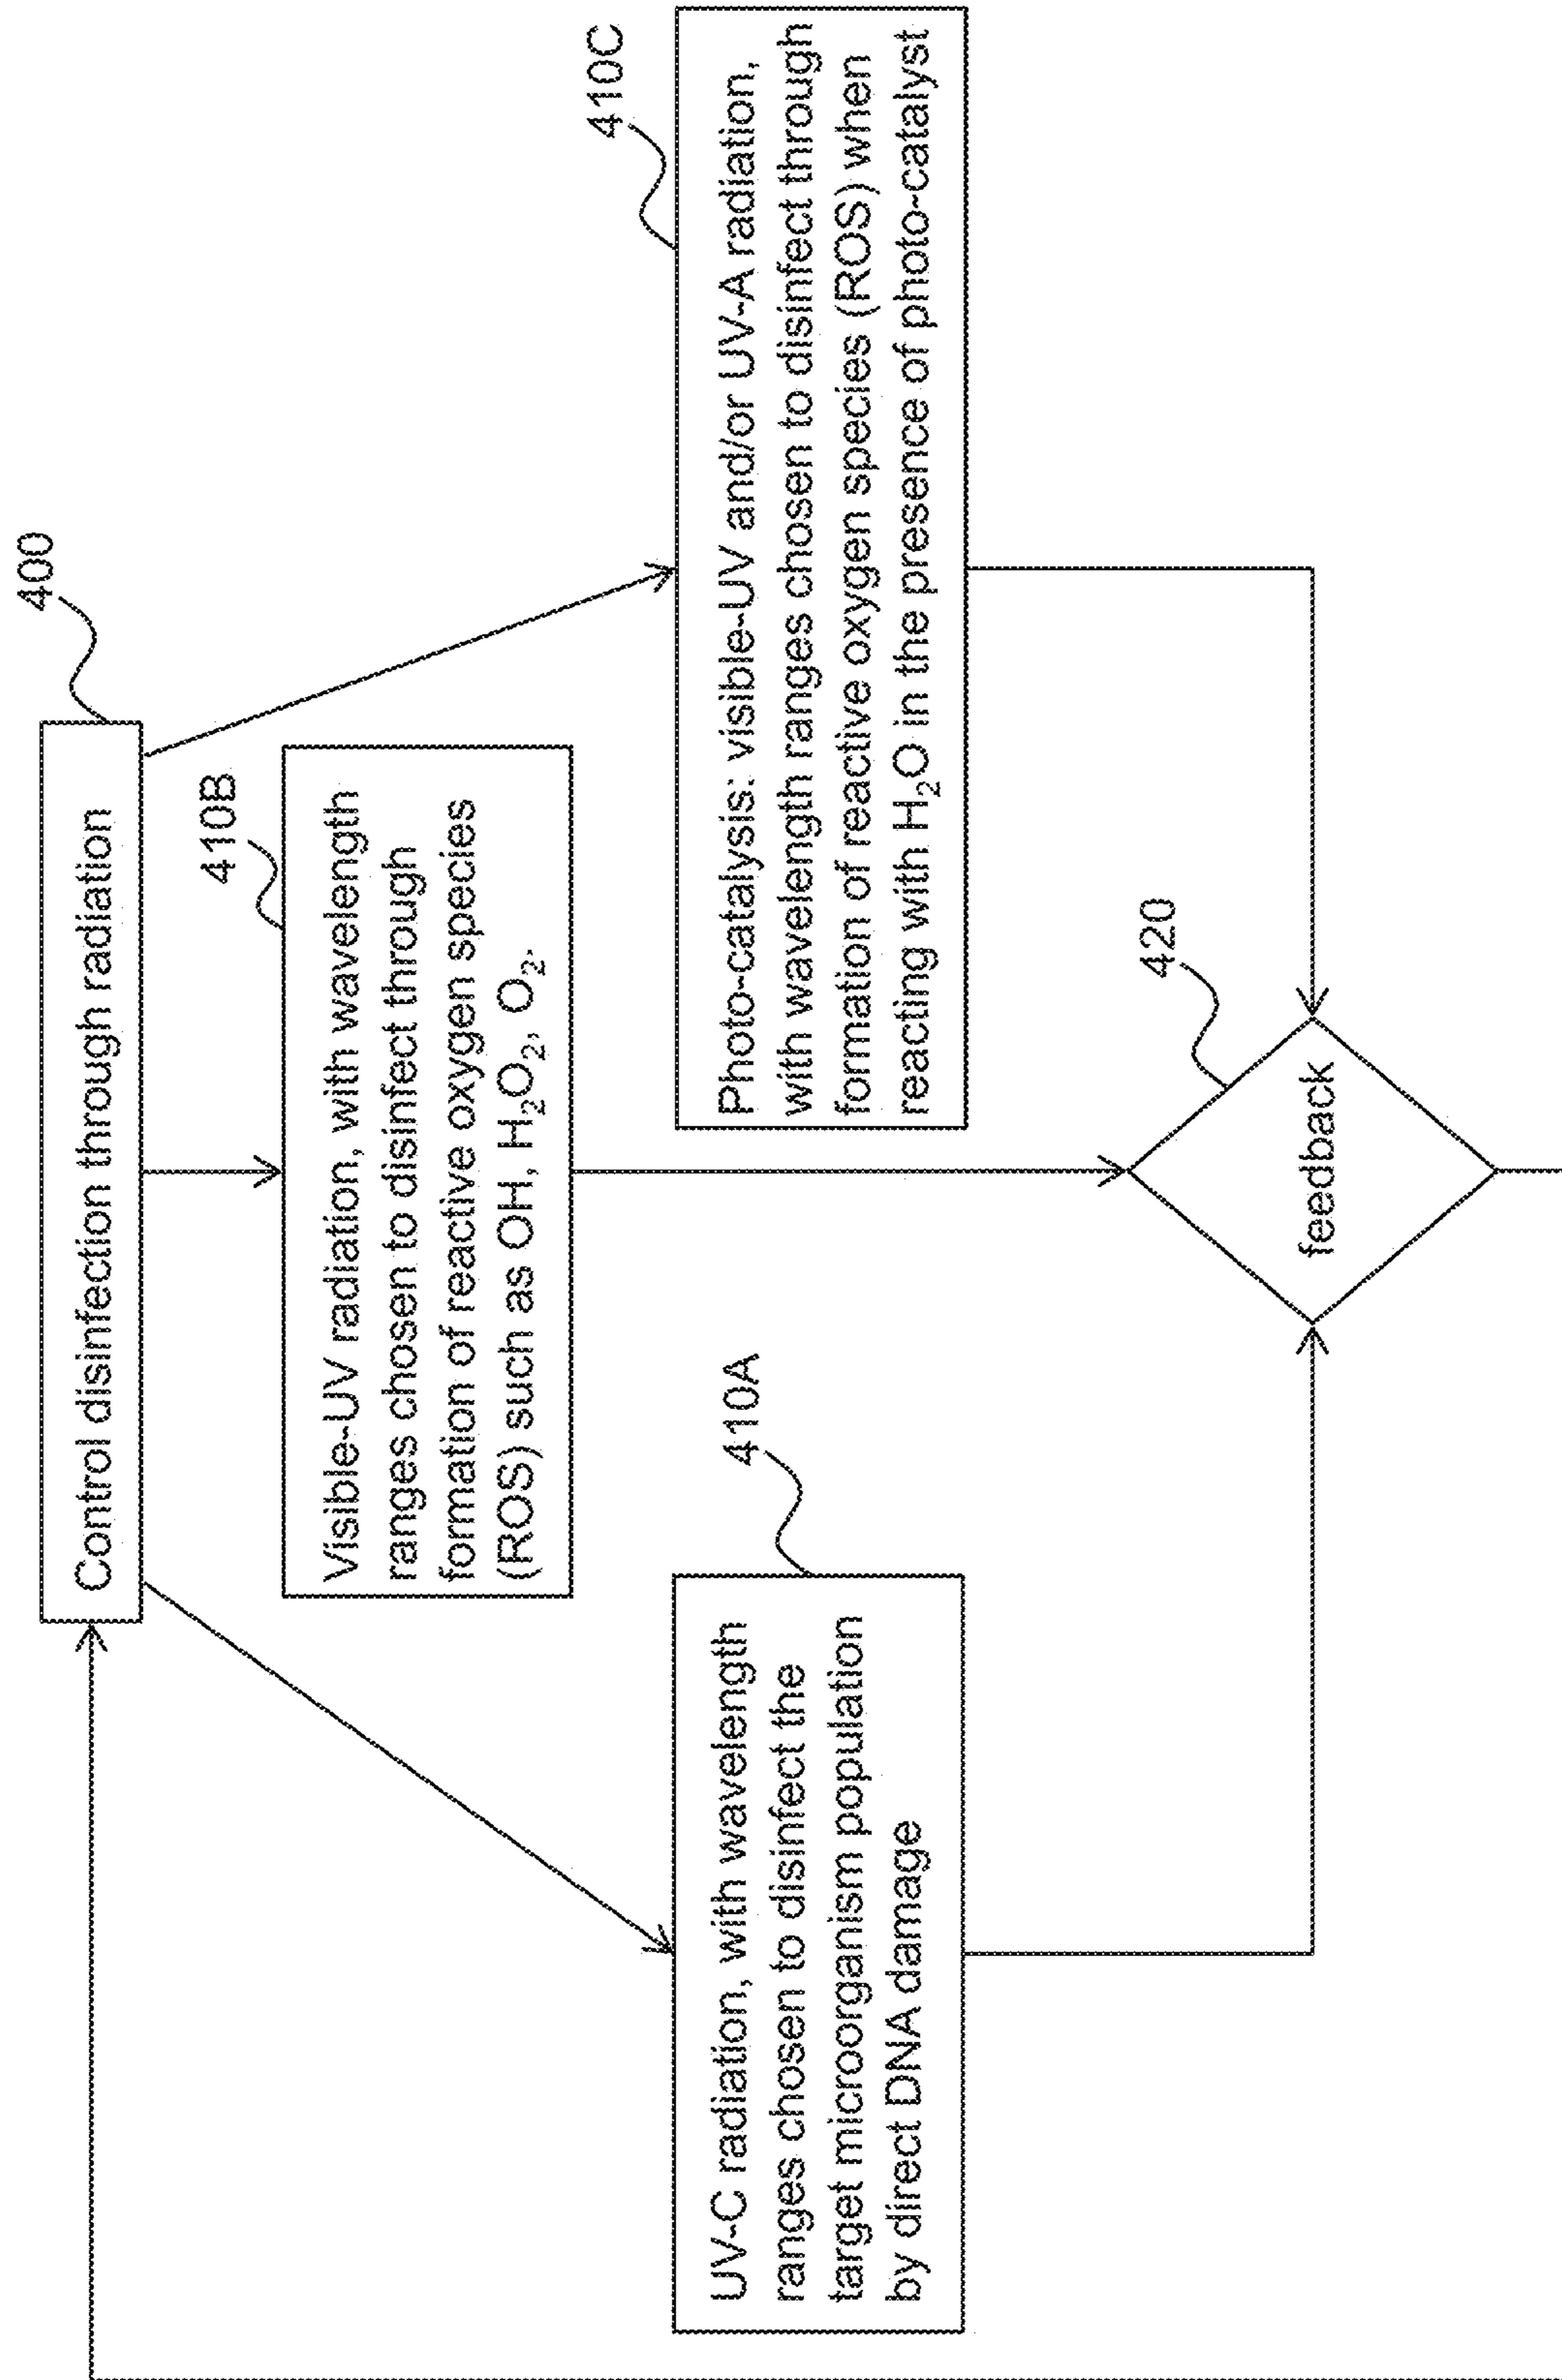 400
Control disinfection through radiation
410B
Visible-UV radiation, with wavelength
ranges chosen to disinfect through
formation of reactive oxygen species
(ROS) such as OH, H₂O₂, O₂.
410A
UV-C radiation, with wavelength
ranges chosen to disinfect the
target microorganism population
by direct DNA damage
410C
Photo-catalysis: visible-UV and/or UV-A radiation,
with wavelength ranges chosen to disinfect through
formation of reactive oxygen species (ROS) when
reacting with H₂O in the presence of photo-catalyst
420
feedback